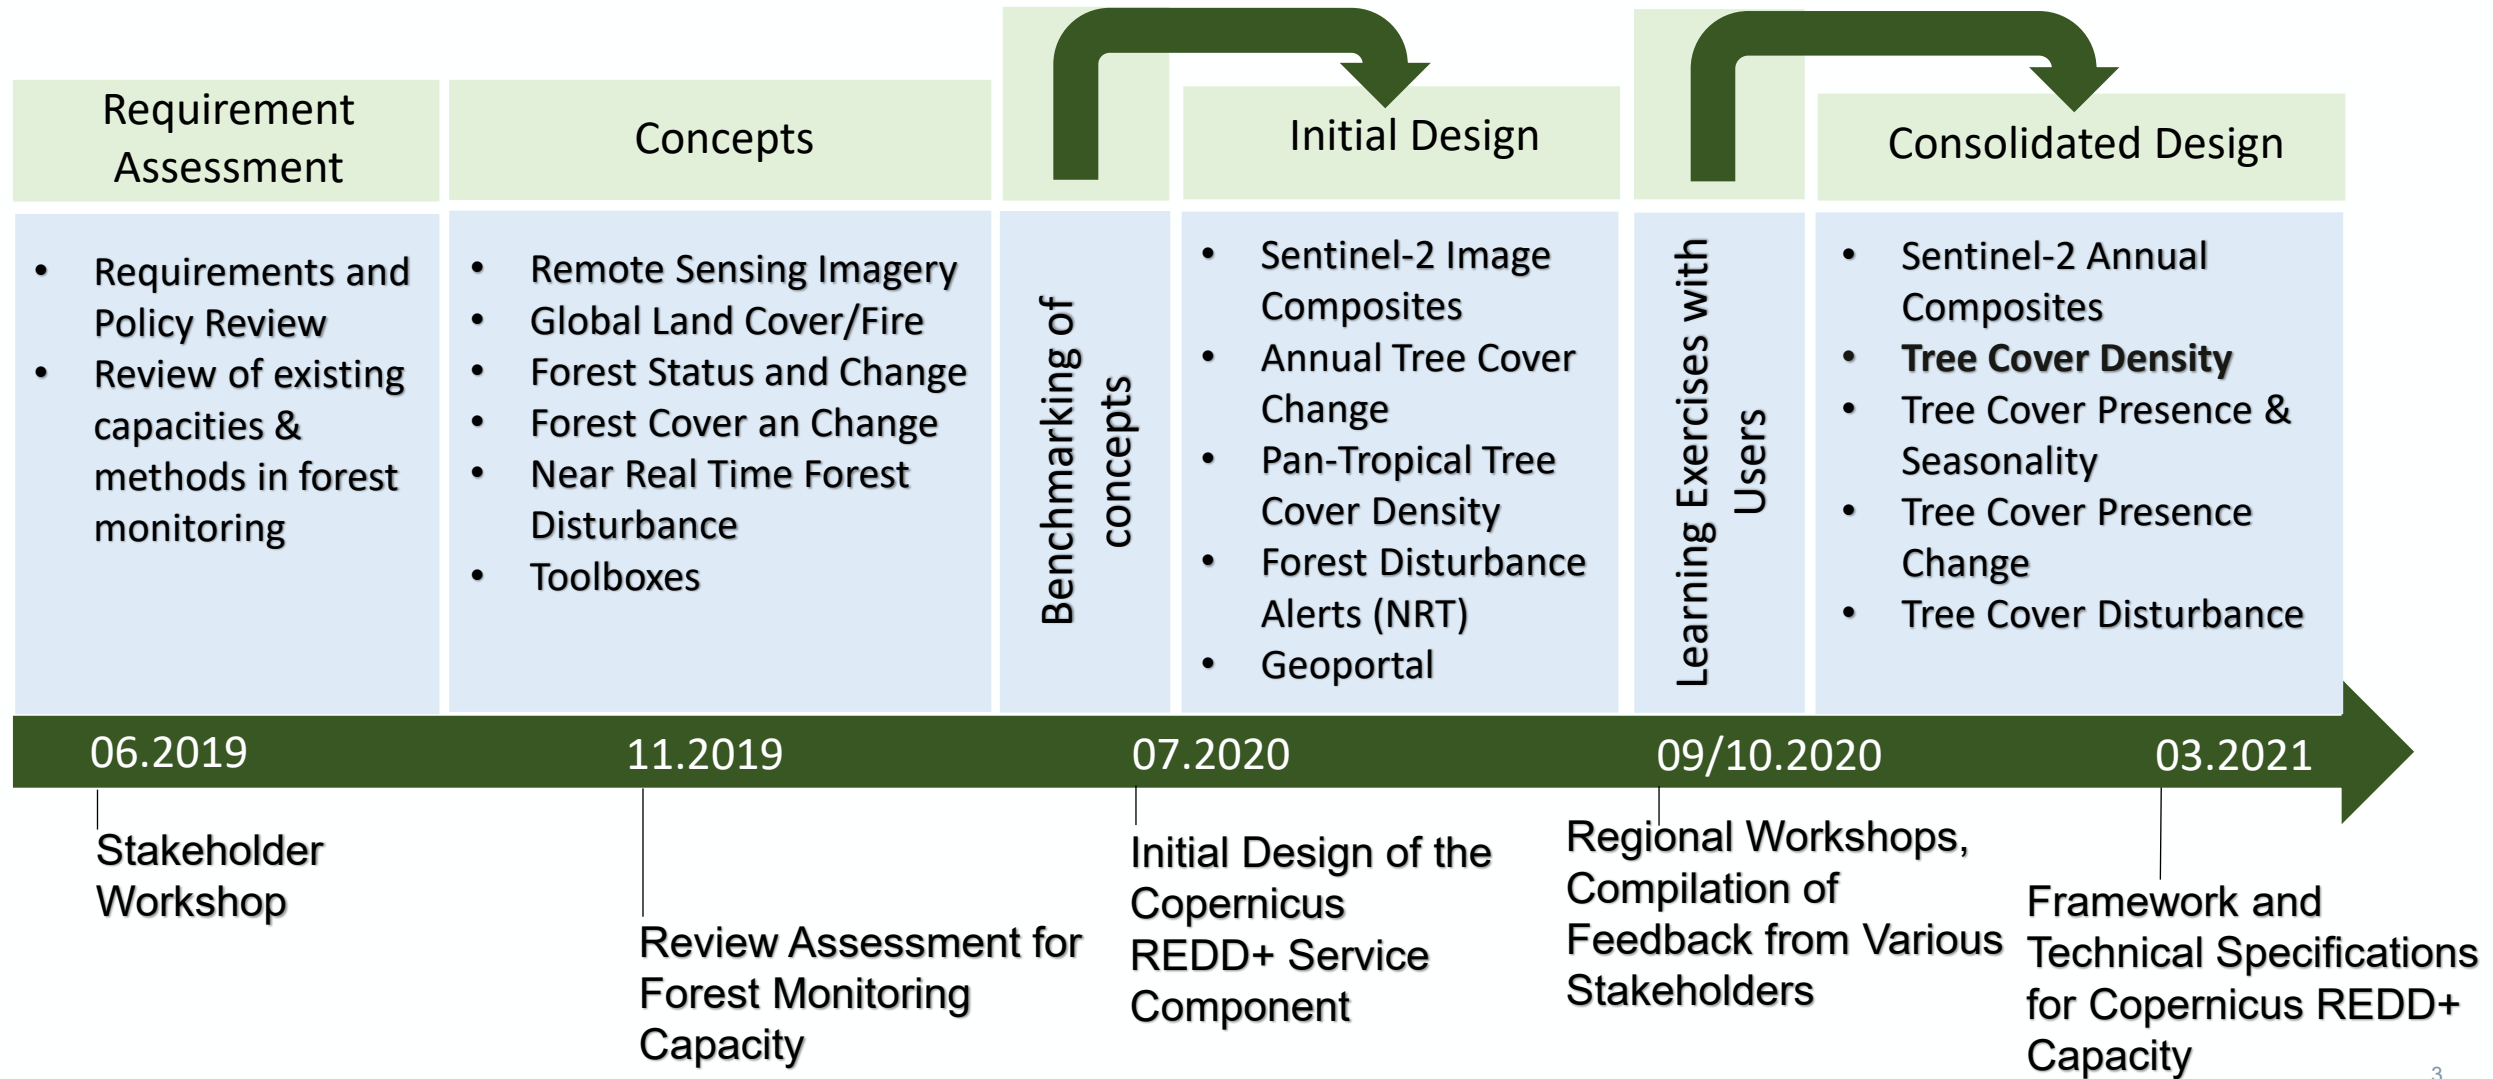 Requirement
Assessment
Concepts
Initial Design
Consolidated Design
• Requirements and
Policy Review
• Review of existing
capacities &
methods in forest
monitoring
• Remote Sensing Imagery
• Global Land Cover/Fire
• Forest Status and Change
• Forest Cover an Change
• Near Real Time Forest
Disturbance
• Toolboxes
Benchmarking of
concepts
• Sentinel-2 Image
Composites
• Annual Tree Cover
Change
• Pan-Tropical Tree
Cover Density
• Forest Disturbance
Alerts (NRT)
• Geoportal
Learning Exercises with
Users
• Sentinel-2 Annual
Composites
• Tree Cover Density
• Tree Cover Presence &
Seasonality
• Tree Cover Presence
Change
• Tree Cover Disturbance
06.2019
11.2019
07.2020
09/10.2020
03.2021
Stakeholder
Workshop
Review Assessment for
Forest Monitoring
Capacity
Initial Design of the
Copernicus
REDD+ Service
Component
Regional Workshops,
Compilation of
Feedback from Various
Stakeholders
Framework and
Technical Specifications
for Copernicus REDD+
Capacity
3